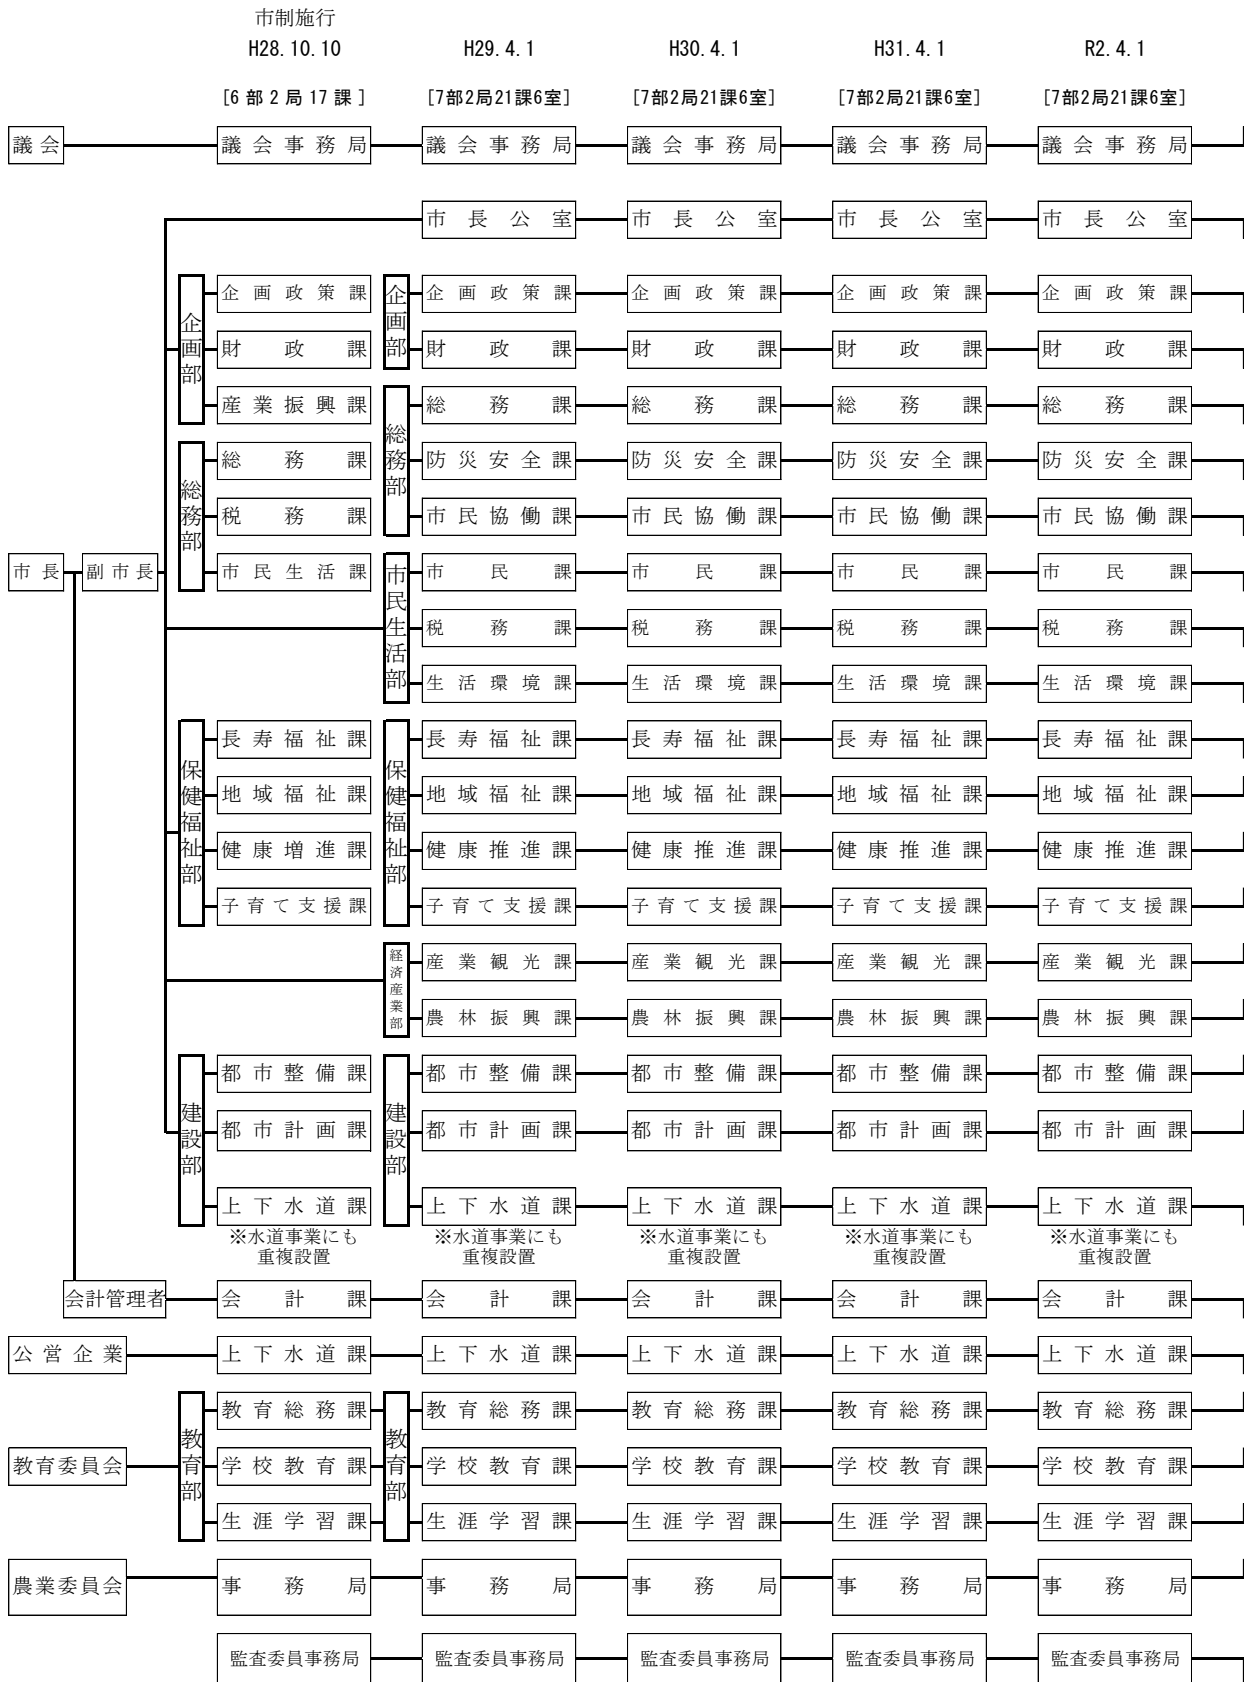 市制施行
H28.10.10 H29.4.1 H30.4.1 H31.4.1 R2.4.1
[6部2局17課] [7部2局21課6室] [7部2局21課6室] [7部2局21課6室] [7部2局21課6室]
議会 議会事務局 議会事務局 議会事務局 議会事務局 議会事務局
市長公室 市長公室 市長公室 市長公室
企画部 企画政策課 企画部 企画政策課 企画政策課 企画政策課 企画政策課
財政課 財政課 財政課 財政課 財政課
産業振興課 総務部 総務課 総務課 総務課 総務課
総務部 総務課 防災安全課 防災安全課 防災安全課 防災安全課
税務課 市民協働課 市民協働課 市民協働課 市民協働課
市長 副市長 市民生活課 市民生活部 市民課 市民課 市民課 市民課
税務課 税務課 税務課 税務課
生活環境課 生活環境課 生活環境課 生活環境課
保健福祉部 長寿福祉課 保健福祉部 長寿福祉課 長寿福祉課 長寿福祉課 長寿福祉課
地域福祉課 地域福祉課 地域福祉課 地域福祉課 地域福祉課
健康増進課 健康推進課 健康推進課 健康推進課 健康推進課
子育て支援課 子育て支援課 子育て支援課 子育て支援課 子育て支援課
経済産業部 産業観光課 産業観光課 産業観光課 産業観光課
農林振興課 農林振興課 農林振興課 農林振興課
建設部 都市整備課 建設部 都市整備課 都市整備課 都市整備課 都市整備課
都市計画課 都市計画課 都市計画課 都市計画課 都市計画課
上下水道課 上下水道課 上下水道課 上下水道課 上下水道課
※水道事業にも ※水道事業にも ※水道事業にも ※水道事業にも ※水道事業にも
重複設置 重複設置 重複設置 重複設置 重複設置
会計管理者 会計課 会計課 会計課 会計課 会計課
公営企業 上下水道課 上下水道課 上下水道課 上下水道課 上下水道課
教育部 教育総務課 教育部 教育総務課 教育総務課 教育総務課 教育総務課
教育委員会 学校教育課 学校教育課 学校教育課 学校教育課 学校教育課
生涯学習課 生涯学習課 生涯学習課 生涯学習課 生涯学習課
農業委員会 事務局 事務局 事務局 事務局 事務局
監査委員事務局 監査委員事務局 監査委員事務局 監査委員事務局 監査委員事務局